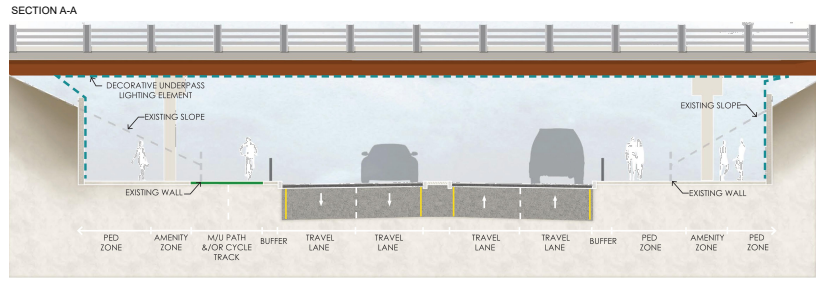 SECTION A-A
DECORATIVE UNDERPASS
LIGHTING ELEMENT
EXISTING SLOPE
EXISTING SLOPE
EXISTING WALL
EXISTING WALL
PED
ZONE
AMENITY
ZONE
M/U PATH
&/OR CYCLE
TRACK
BUFFER
TRAVEL
LANE
TRAVEL
LANE
TRAVEL
LANE
TRAVEL
LANE
BUFFER
PED
ZONE
AMENITY
ZONE
PED
ZONE